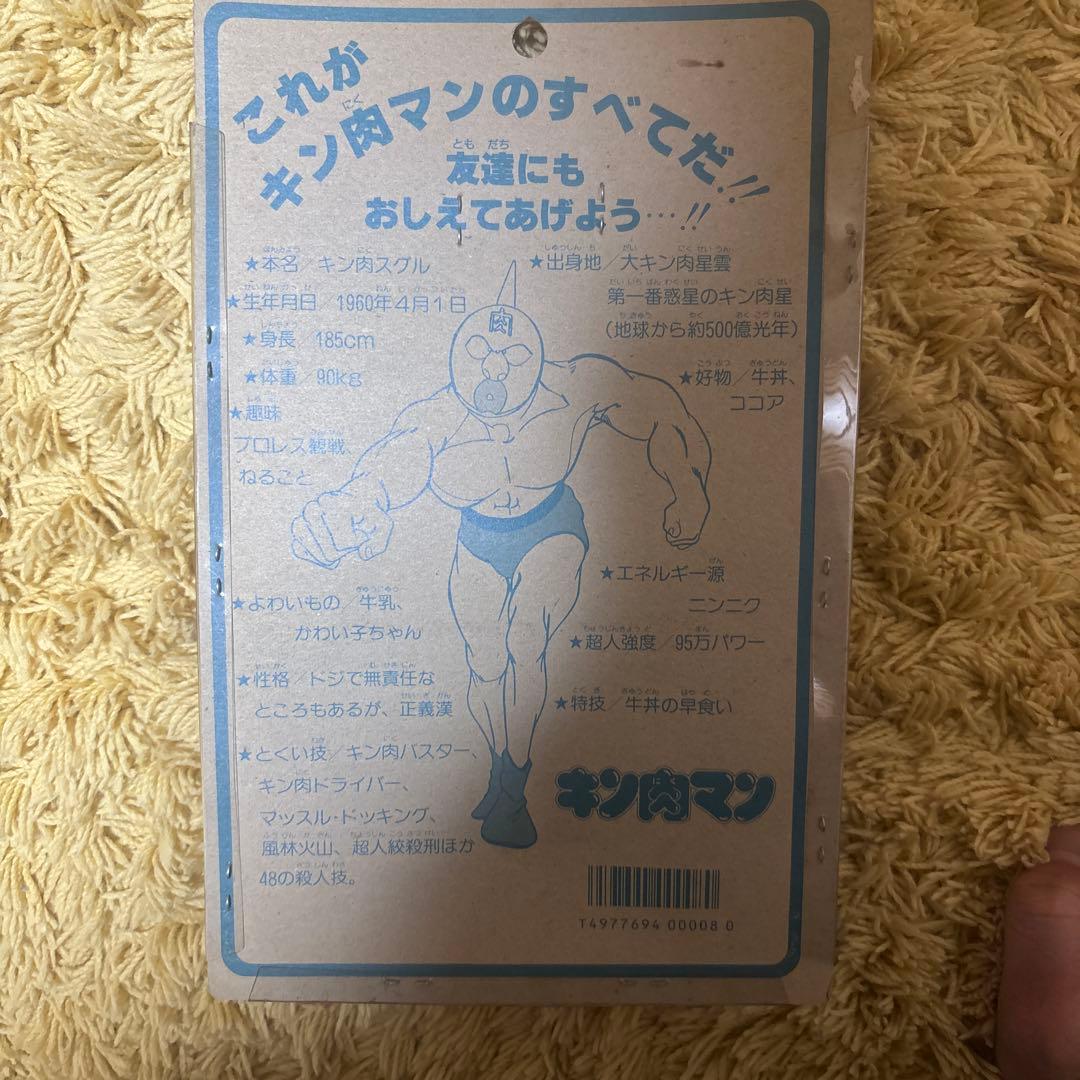 これが
キン肉マンのすべてだ!!
友達にも
おしえてあげよう…!!
★本名/キン肉スグル
★生年月日 1960年4月1日
★身長/185cm
★体重/90kg
★趣味
プロレス観戦、
ねること
★出身地/大キン肉星雲
第一番惑星のキン肉星
(地球から約500億光年)
★好物/牛丼、
ココア
肉
★よわいもの/牛乳、
かわい子ちゃん
★性格/ドジで無責任な
ところもあるが、正義漢
★とくい技/キン肉バスター、
キン肉ドライバー、
マッスル・ドッキング、
風林火山、超人絞殺刑ほか
48の殺人技。
★エネルギー源
ニンニク
★超人強度/95万パワー
★特技/牛丼の早食い
キン肉マン
T4977694 00008 0